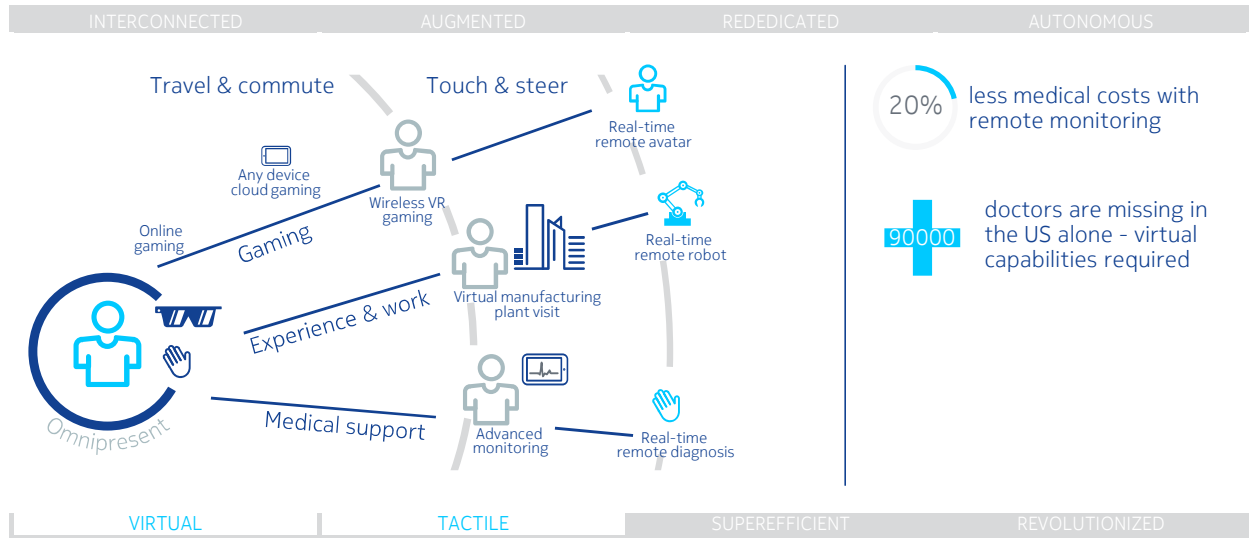 INTERCONNECTED
AUGMENTED
REDEDICATED
AUTONOMOUS
Travel & commute
Touch & steer
Real-time
remote avatar
Any device
cloud gaming
Wireless VR
gaming
Online
gaming
Gaming
Real-time
remote robot
Virtual manufacturing
plant visit
Experience & work
Omnipresent
Medical support
Advanced
monitoring
Real-time
remote diagnosis
20%
less medical costs with
remote monitoring
90000
doctors are missing in
the US alone - virtual
capabilities required
VIRTUAL
TACTILE
SUPEREFFICIENT
REVOLUTIONIZED